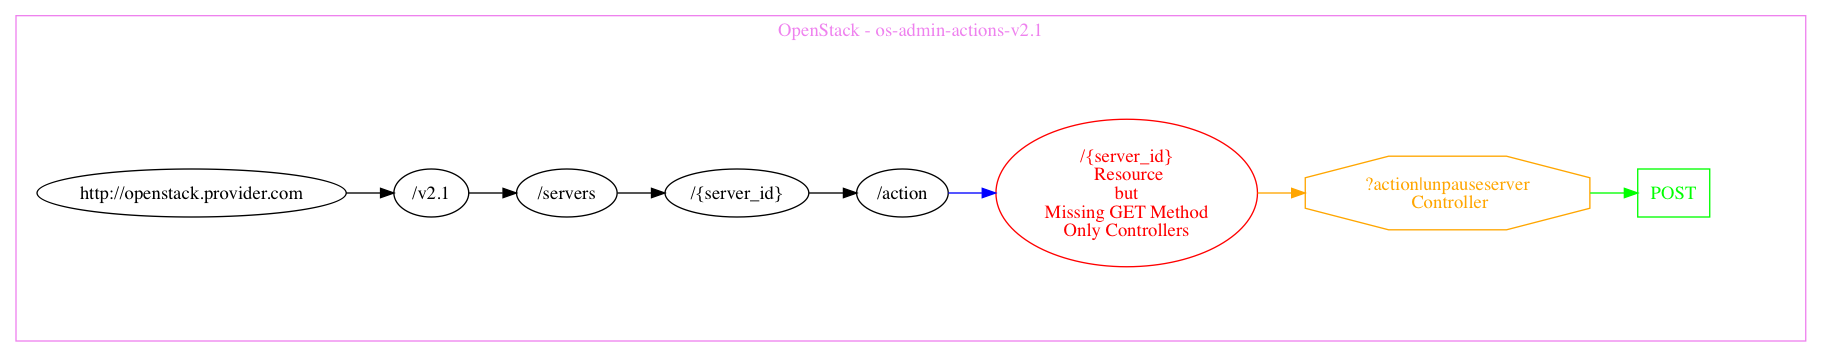 OpenStack - os-admin-actions-v2.1
http://openstack.provider.com
/v2.1
/servers
/{server_id}
/action
/{server_id}
Resource
but
Missing GET Method
Only Controllers
?action|unpauseserver
Controller
POST